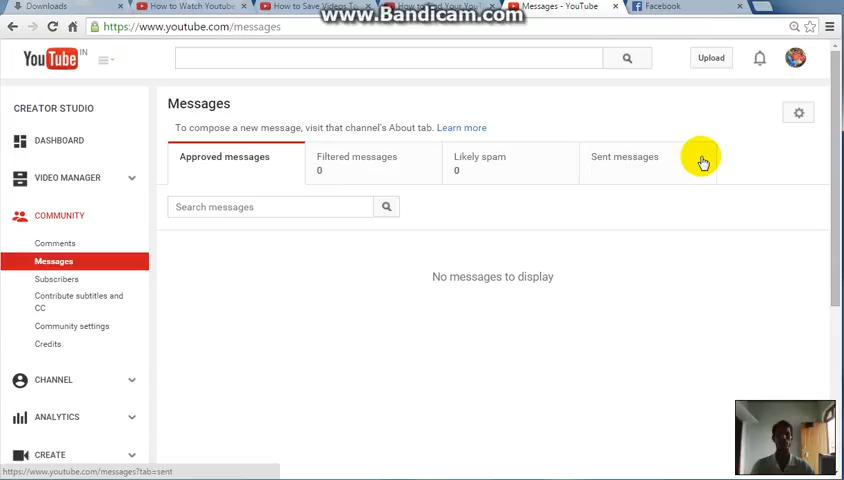 Downloads
How to Watch Youtube
How to Save Videos To
Messages - YouTube
Facebook
www.Bandicam.com
https://www.youtube.com/messages
YouTube IN
Upload
CREATOR STUDIO
DASHBOARD
VIDEO MANAGER
COMMUNITY
Comments
Messages
Subscribers
Contribute subtitles and
CC
Community settings
Credits
CHANNEL
ANALYTICS
CREATE
Messages
To compose a new message, visit that channel's About tab. Learn more
Approved messages
Filtered messages
0
Likely spam
0
Sent messages
Search messages
No messages to display
https://www.youtube.com/messages?tab=sent